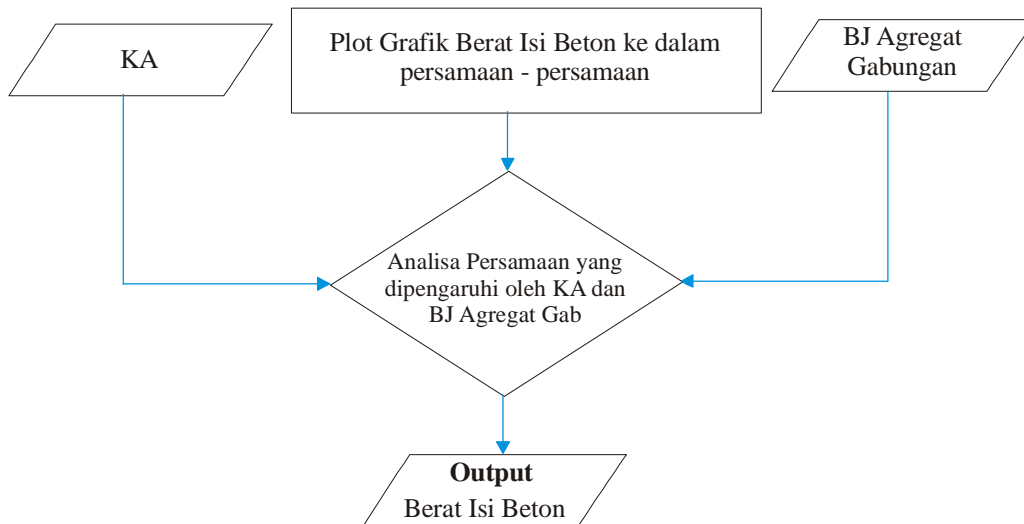 KA
Plot Grafik Berat Isi Beton ke dalam
persamaan - persamaan
BJ Agregat
Gabungan
Analisa Persamaan yang
dipengaruhi oleh KA dan
BJ Agregat Gab
Output
Berat Isi Beton